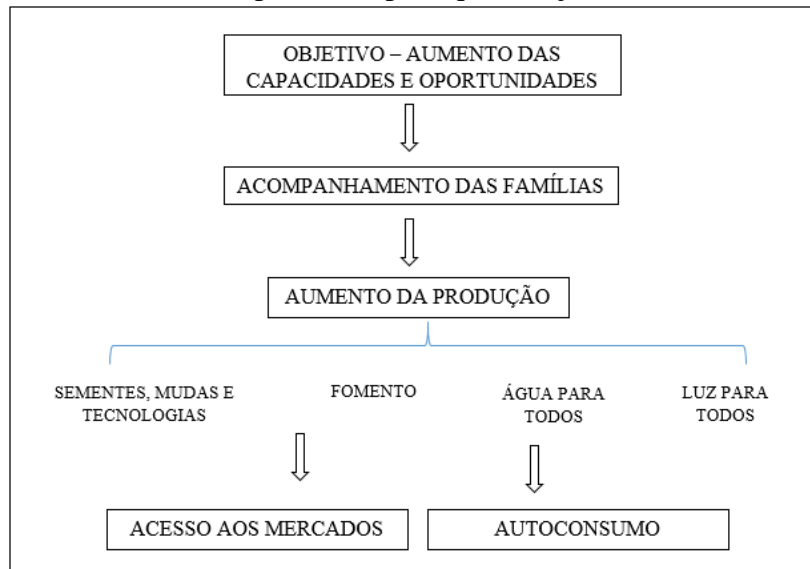 OBJETIVO – AUMENTO DAS
CAPACIDADES E OPORTUNIDADES
ACOMPANHAMENTO DAS FAMÍLIAS
AUMENTO DA PRODUÇÃO
SEMENTES, MUDAS E
TECNOLOGIAS
FOMENTO
ÁGUA PARA
TODOS
LUZ PARA
TODOS
ACESSO AOS MERCADOS
AUTOCONSUMO